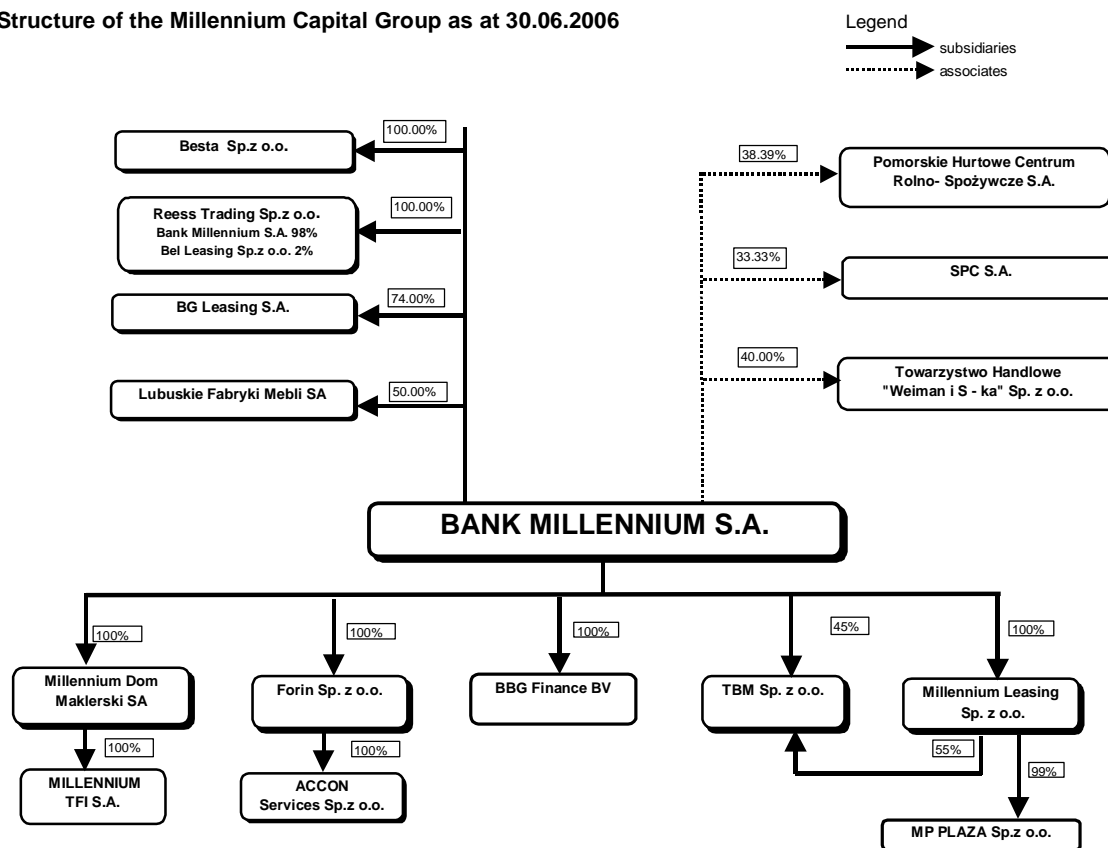 Structure of the Millennium Capital Group as at 30.06.2006
Legend
subsidiaries
associates
100.00%
Besta Sp.z o.o.
100.00%
Reess Trading Sp.z o.o.
Bank Millennium S.A. 98%
Bel Leasing Sp.z o.o. 2%
74.00%
BG Leasing S.A.
50.00%
Lubuskie Fabryki Mebli SA
38.39%
Pomorskie Hurtowe Centrum
Rolno- Spożywcze S.A.
33.33%
SPC S.A.
40.00%
Towarzystwo Handlowe
"Weiman i S - ka" Sp. z o.o.
BANK MILLENNIUM S.A.
100%
100%
100%
45%
100%
Millennium Dom
Maklerski SA
Forin Sp. z o.o.
BBG Finance BV
TBM Sp. z o.o.
Millennium Leasing
Sp. z o.o.
100%
100%
55%
99%
MILLENNIUM
TFI S.A.
ACCON
Services Sp.z o.o.
MP PLAZA Sp.z o.o.